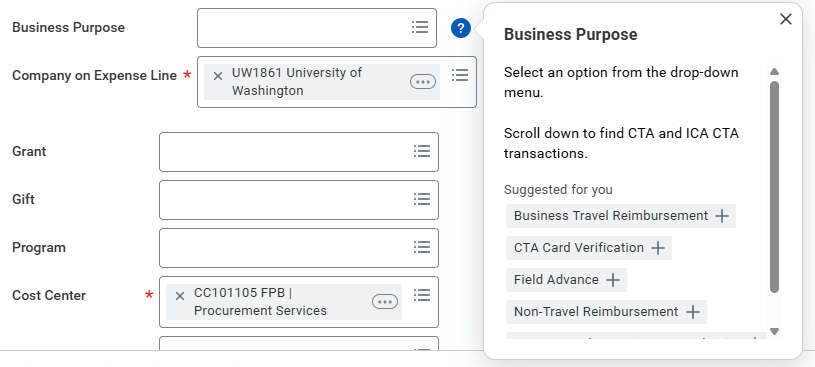 Business Purpose
Company on Expense Line *
UW1861 University of
Washington
Grant
Gift
Program
Cost Center *
CC101105 FPB |
Procurement Services
?
Business Purpose
Select an option from the drop-down
menu.
Scroll down to find CTA and ICA CTA
transactions.
Suggested for you
Business Travel Reimbursement
CTA Card Verification
Field Advance
Non-Travel Reimbursement